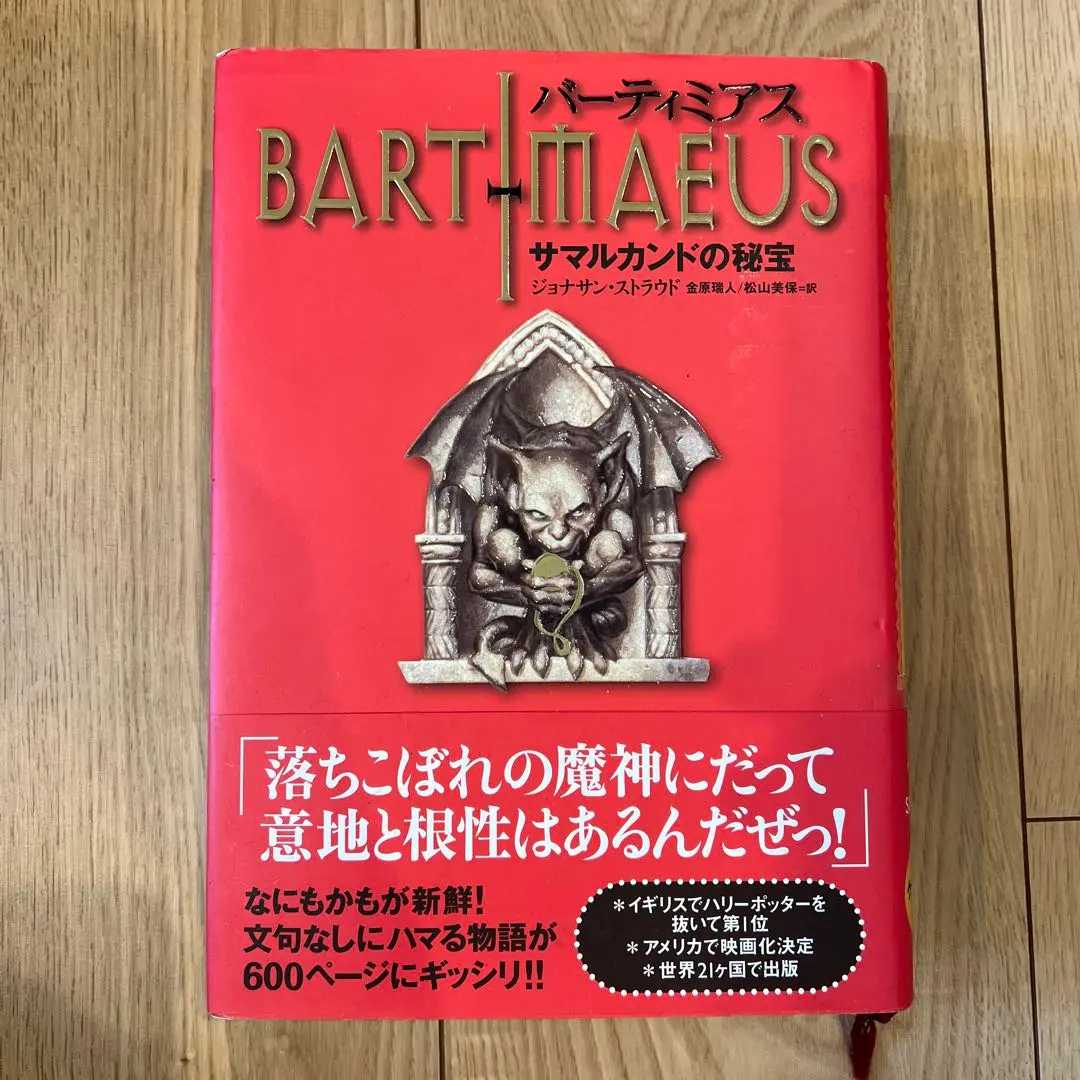 バーティミアス
BARTIMAEUS
サマルカンドの秘宝
ジョナサン・ストラウド 金原瑞人/松山美保=訳
「落ちこぼれの魔神にだって
意地と根性はあるんだぜっ!」
なにもかもが新鮮!
文句なしにハマる物語が
600ページにギッシリ!!
*イギリスでハリーポッターを
抜いて第1位
*アメリカで映画化決定
*世界21ヶ国で出版